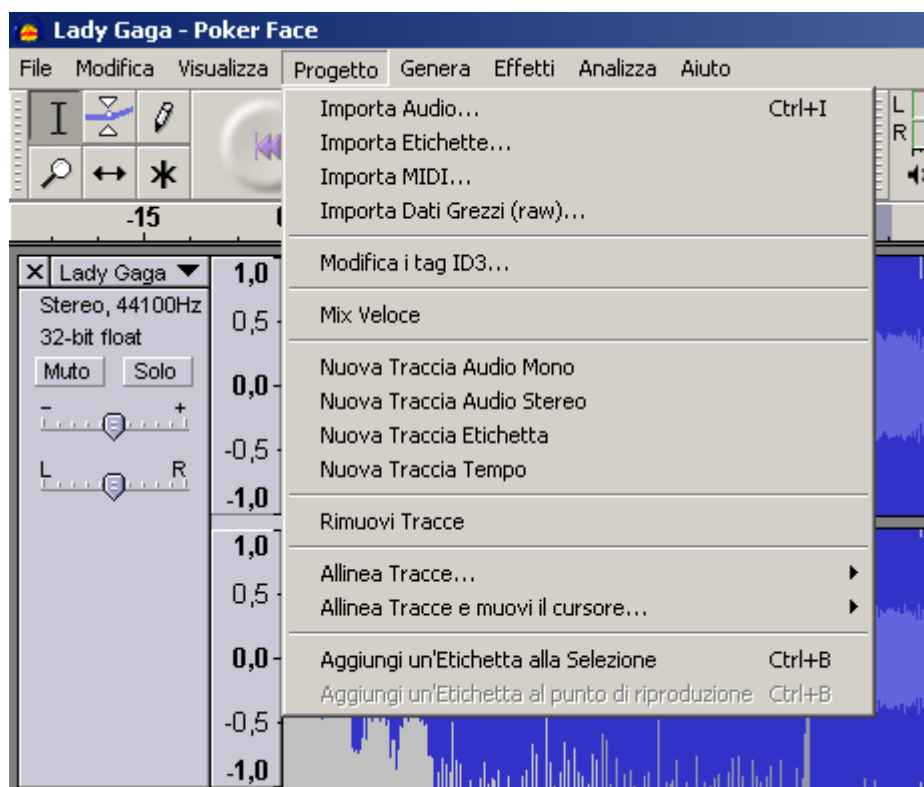 Lady Gaga - Poker Face
File Modifica Visualizza Progetto Genera Effetti Analizza Aiuto
Importa Audio... Ctrl+I
Importa Etichette...
Importa MIDI...
Importa Dati Grezzi (raw)...
Modifica i tag ID3...
Mix Veloce
Nuova Traccia Audio Mono
Nuova Traccia Audio Stereo
Nuova Traccia Etichetta
Nuova Traccia Tempo
Rimuovi Tracce
Allinea Tracce...
Allinea Tracce e muovi il cursore...
Aggiungi un'Etichetta alla Selezione Ctrl+B
Aggiungi un'Etichetta al punto di riproduzione Ctrl+B
L
R
-15
Lady Gaga
Stereo, 44100Hz
32-bit float
Muto Solo
- +
L R
1,0
0,5
0,0
-0,5
-1,0
1,0
0,5
0,0
-0,5
-1,0